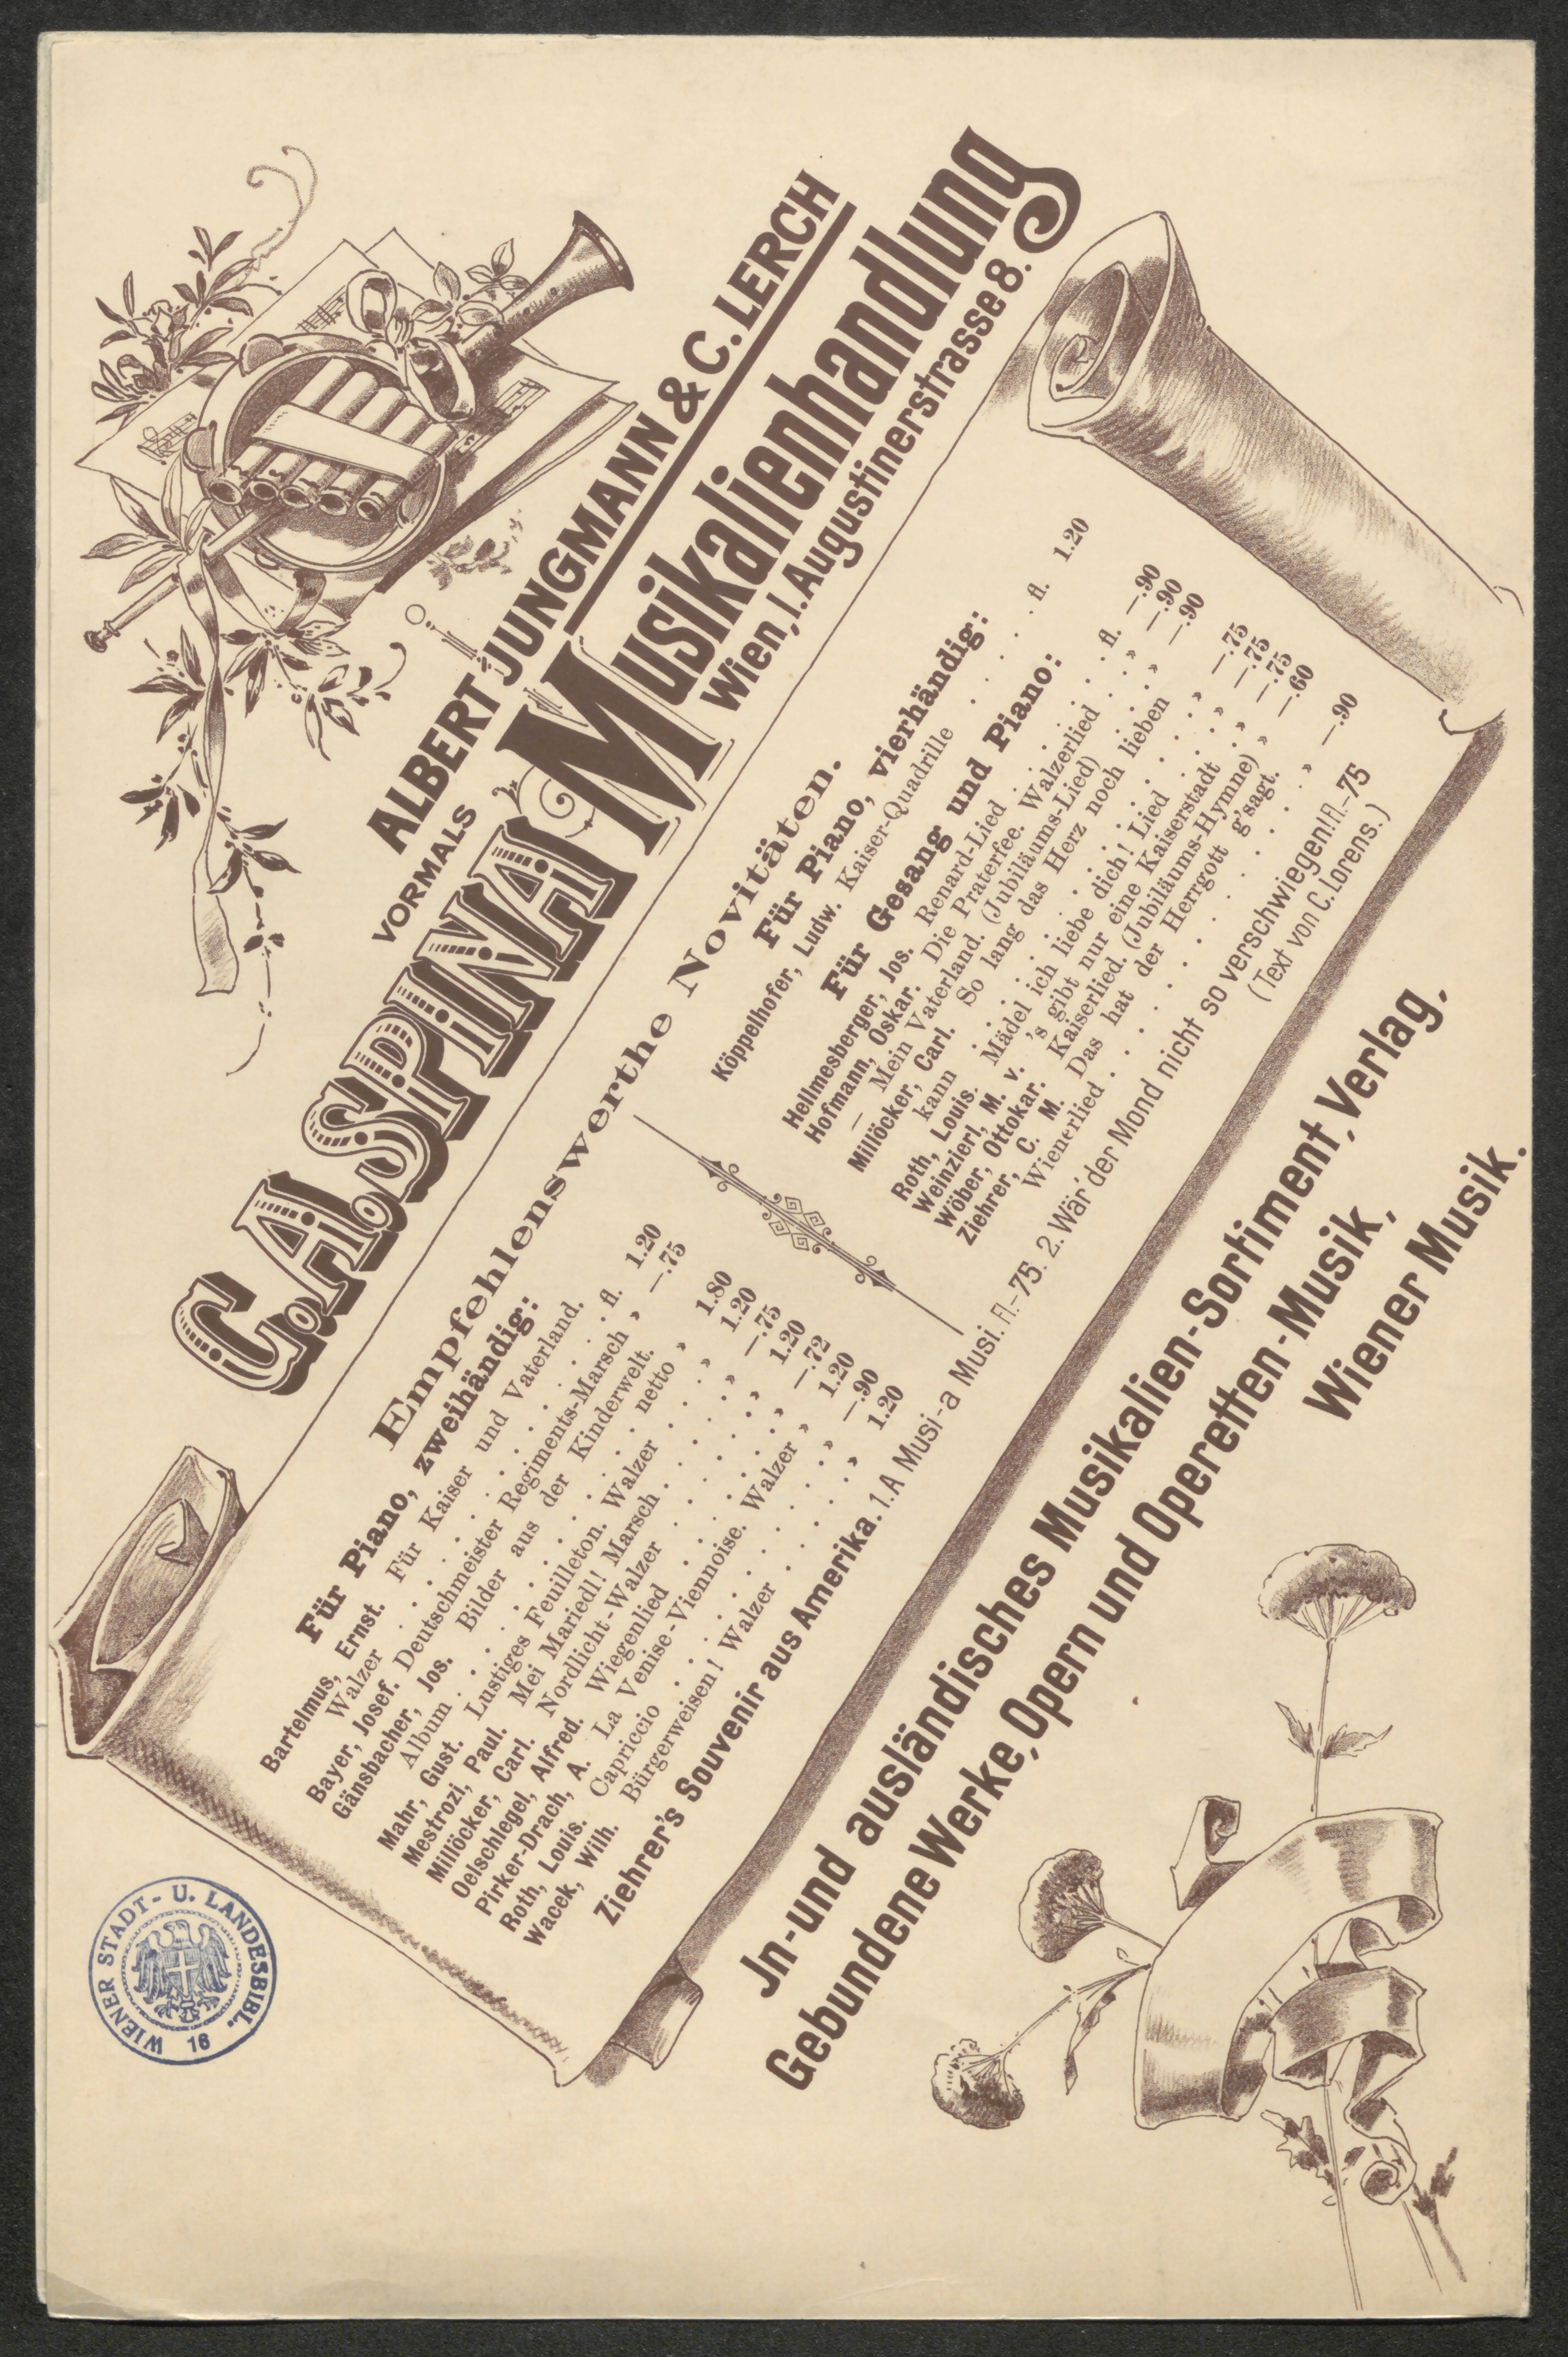 ALBERT JUNGMANN & C. LERCH
VORMALS
C. A. SPINA
Musikalienhandlung
Wien, I. Augustinerstrasse 8.
Empfehlenswerthe Novitäten.
Für Piano, zweihändig:
Bartelmus, Ernst. Für Kaiser und Vaterland.
Walzer . . . . . . . . fl. 1.20
Bayer, Josef. Deutschmeister Regiments-Marsch » —.75
Gänsbacher, Jos. Bilder aus der Kinderwelt.
Album . . . . . . . . netto » 1.80
Mahr, Gust. Lustiges Feuilleton. Walzer . . . » 1.20
Mestrozi, Paul. Mei Mariedl! Marsch . . . . » —.75
Millöcker, Carl. Nordlicht-Walzer . . . . . » 1.20
Oelschlegel, Alfred. Wiegenlied . . . . . . » —.72
Pirker-Drach, A. La Venise-Viennoise. Walzer » 1.20
Roth, Louis. Capriccio . . . . . . . . » —.90
Wacek, Wilh. Bürgerweisen! Walzer . . . . . » 1.20
Für Piano, vierhändig:
Köppelhofer, Ludw. Kaiser-Quadrille . . . . fl. 1.20
Für Gesang und Piano:
Hellmesberger, Jos. Renard-Lied . . . . . fl. —.90
Hofmann, Oskar. Die Praterfee. Walzerlied . . » —.90
— Mein Vaterland. (Jubiläums-Lied) . . . » —.90
Millöcker, Carl. So lang das Herz noch lieben
kann . . . . . . . . . . » —.75
Roth, Louis. Mädel ich liebe dich! Lied . . . » —.75
Weinzierl, M. v. 's gibt nur eine Kaiserstadt . » —.75
Wöber, Ottokar. Kaiserlied. (Jubiläums-Hymne) » —.60
Ziehrer, C. M. Das hat der Herrgott g'sagt.
Wienerlied . . . . . . . . . . » —.90
Ziehrer's Souvenir aus Amerika. 1. A Musi-a Musi. Fl.-75. 2. Wär' der Mond nicht so verschwiegen! Fl.-75
(Text von C. Lorens.)
Jn- und ausländisches Musikalien-Sortiment, Verlag.
Gebundene Werke, Opern und Operetten-Musik,
Wiener Musik.
WIENER STADT- U. LANDESBIBL.
16